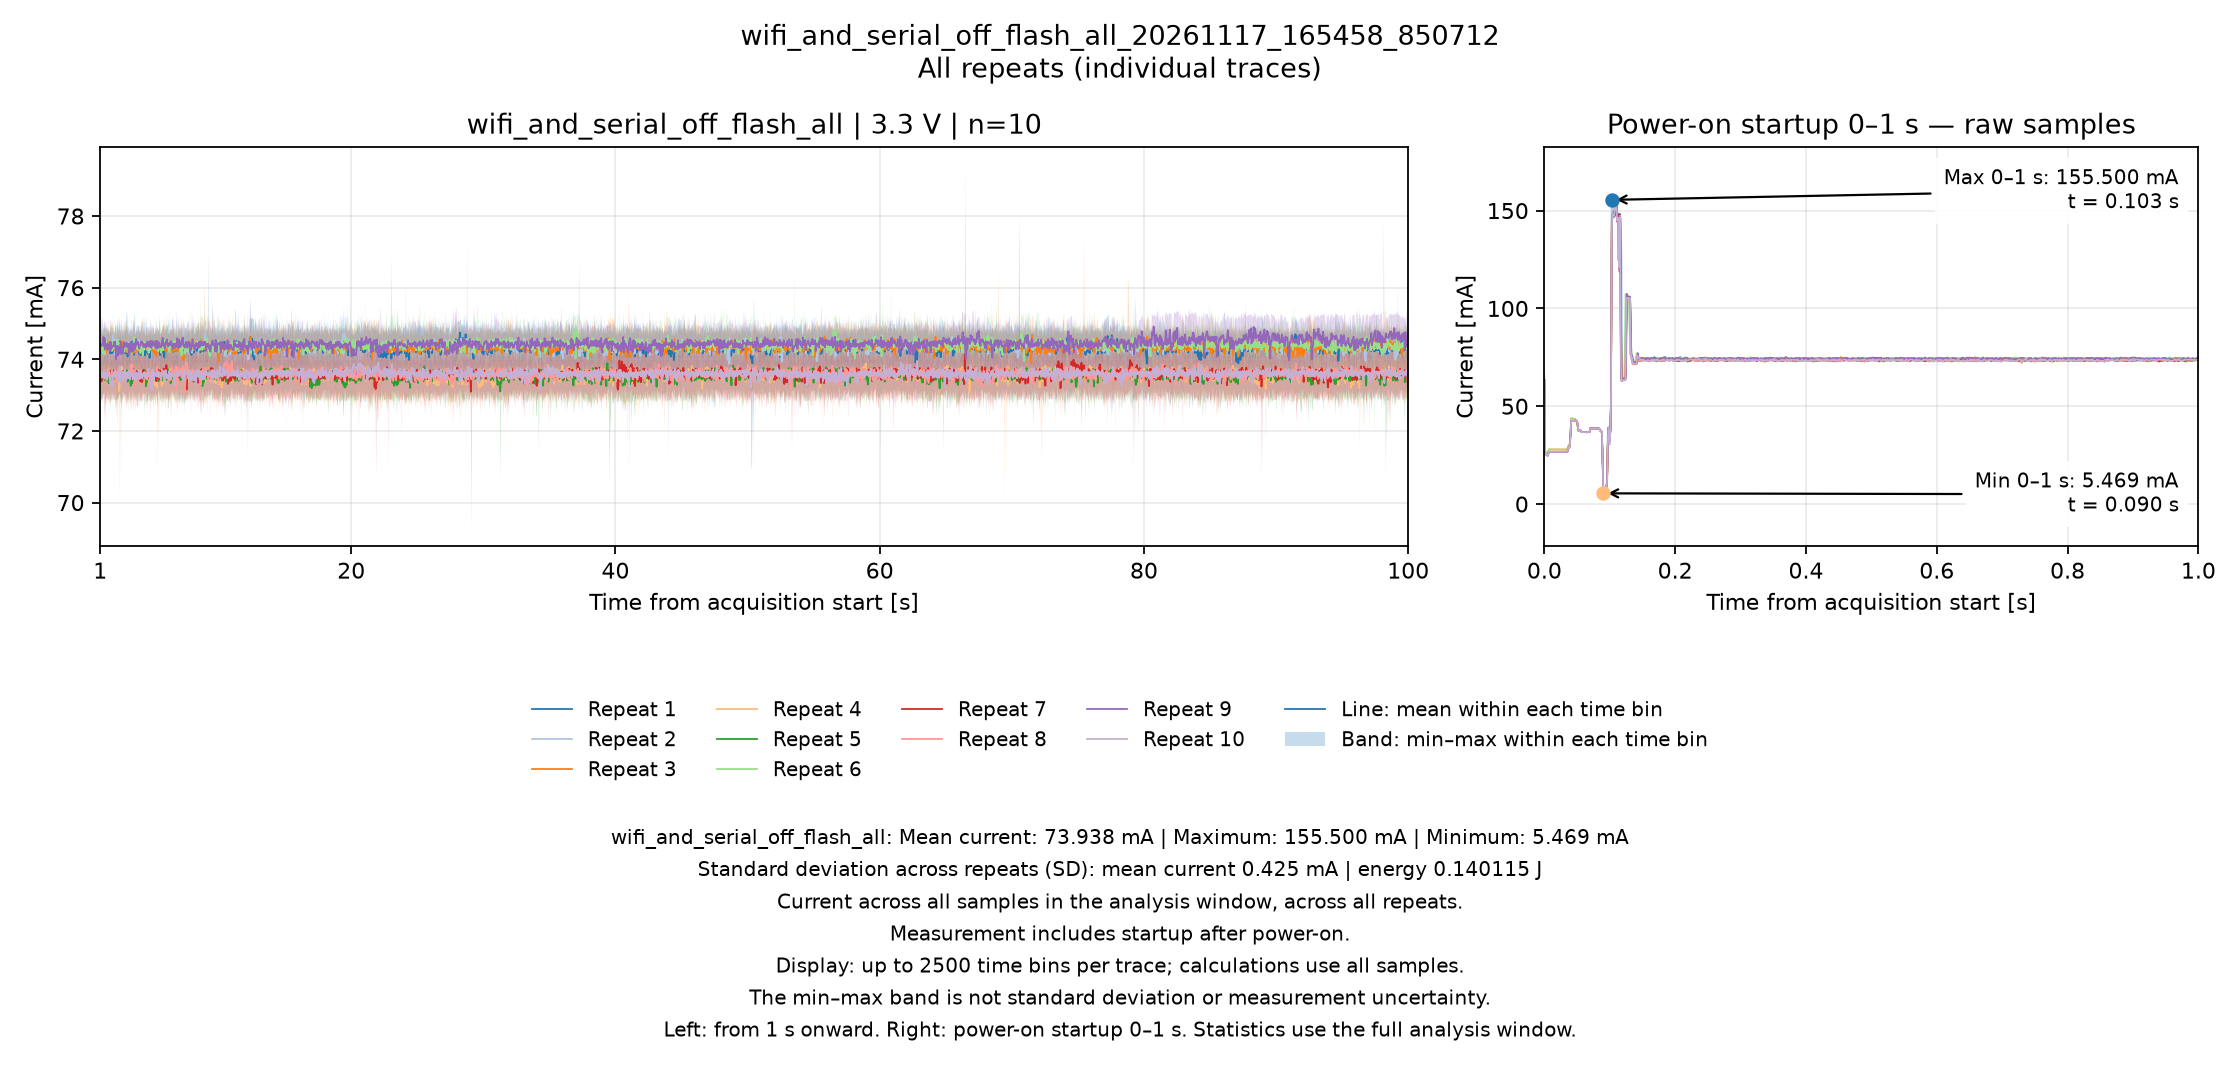 wifi_and_serial_off_flash_all_20261117_165458_850712
All repeats (individual traces)
wifi_and_serial_off_flash_all | 3.3 V | n=10
Current [mA]
78
76
74
72
70
1
20
40
60
80
100
Time from acquisition start [s]
Power-on startup 0–1 s — raw samples
Current [mA]
150
100
50
0
Max 0–1 s: 155.500 mA
t = 0.103 s
Min 0–1 s: 5.469 mA
t = 0.090 s
0.0
0.2
0.4
0.6
0.8
1.0
Time from acquisition start [s]
Repeat 1
Repeat 2
Repeat 3
Repeat 4
Repeat 5
Repeat 6
Repeat 7
Repeat 8
Repeat 9
Repeat 10
Line: mean within each time bin
Band: min–max within each time bin
wifi_and_serial_off_flash_all: Mean current: 73.938 mA | Maximum: 155.500 mA | Minimum: 5.469 mA
Standard deviation across repeats (SD): mean current 0.425 mA | energy 0.140115 J
Current across all samples in the analysis window, across all repeats.
Measurement includes startup after power-on.
Display: up to 2500 time bins per trace; calculations use all samples.
The min–max band is not standard deviation or measurement uncertainty.
Left: from 1 s onward. Right: power-on startup 0–1 s. Statistics use the full analysis window.